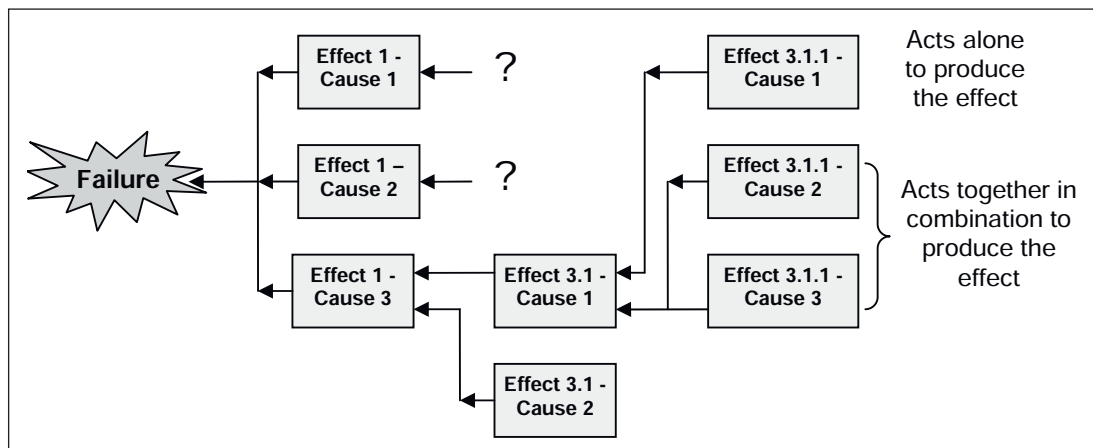 Effect 1 -
Cause 1
?
Effect 3.1.1 -
Cause 1
Acts alone
to produce
the effect
Failure
Effect 1 –
Cause 2
?
Effect 3.1.1 -
Cause 2
Acts together in
combination to
produce the
effect
Effect 1 -
Cause 3
Effect 3.1 -
Cause 1
Effect 3.1.1 -
Cause 3
Effect 3.1 -
Cause 2